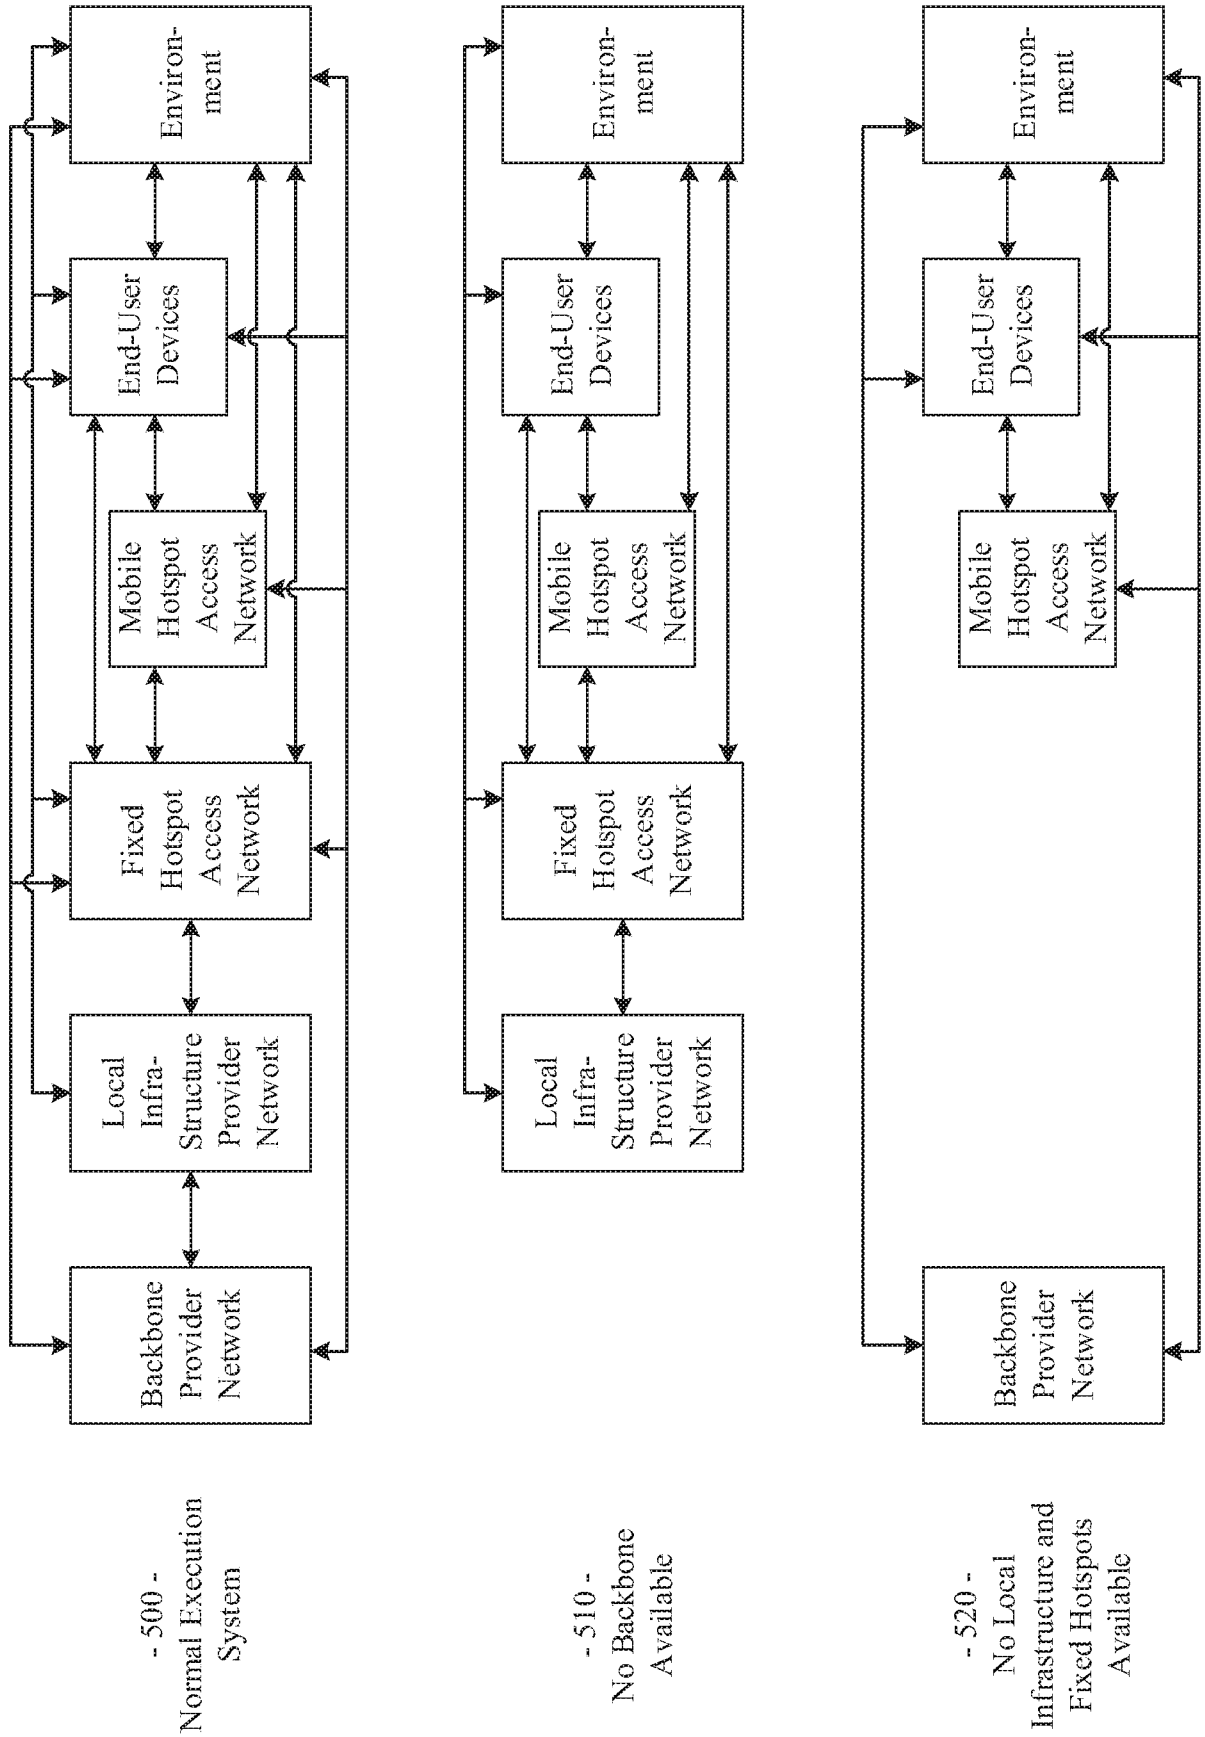 - 500 -
Normal Execution
System
Backbone
Provider
Network
Local
Infra-
Structure
Provider
Network
Fixed
Hotspot
Access
Network
Mobile
Hotspot
Access
Network
End-User
Devices
Environ-
ment
- 510 -
No Backbone
Available
Local
Infra-
Structure
Provider
Network
Fixed
Hotspot
Access
Network
Mobile
Hotspot
Access
Network
End-User
Devices
Environ-
ment
- 520 -
No Local
Infrastructure and
Fixed Hotspots
Available
Backbone
Provider
Network
Mobile
Hotspot
Access
Network
End-User
Devices
Environ-
ment